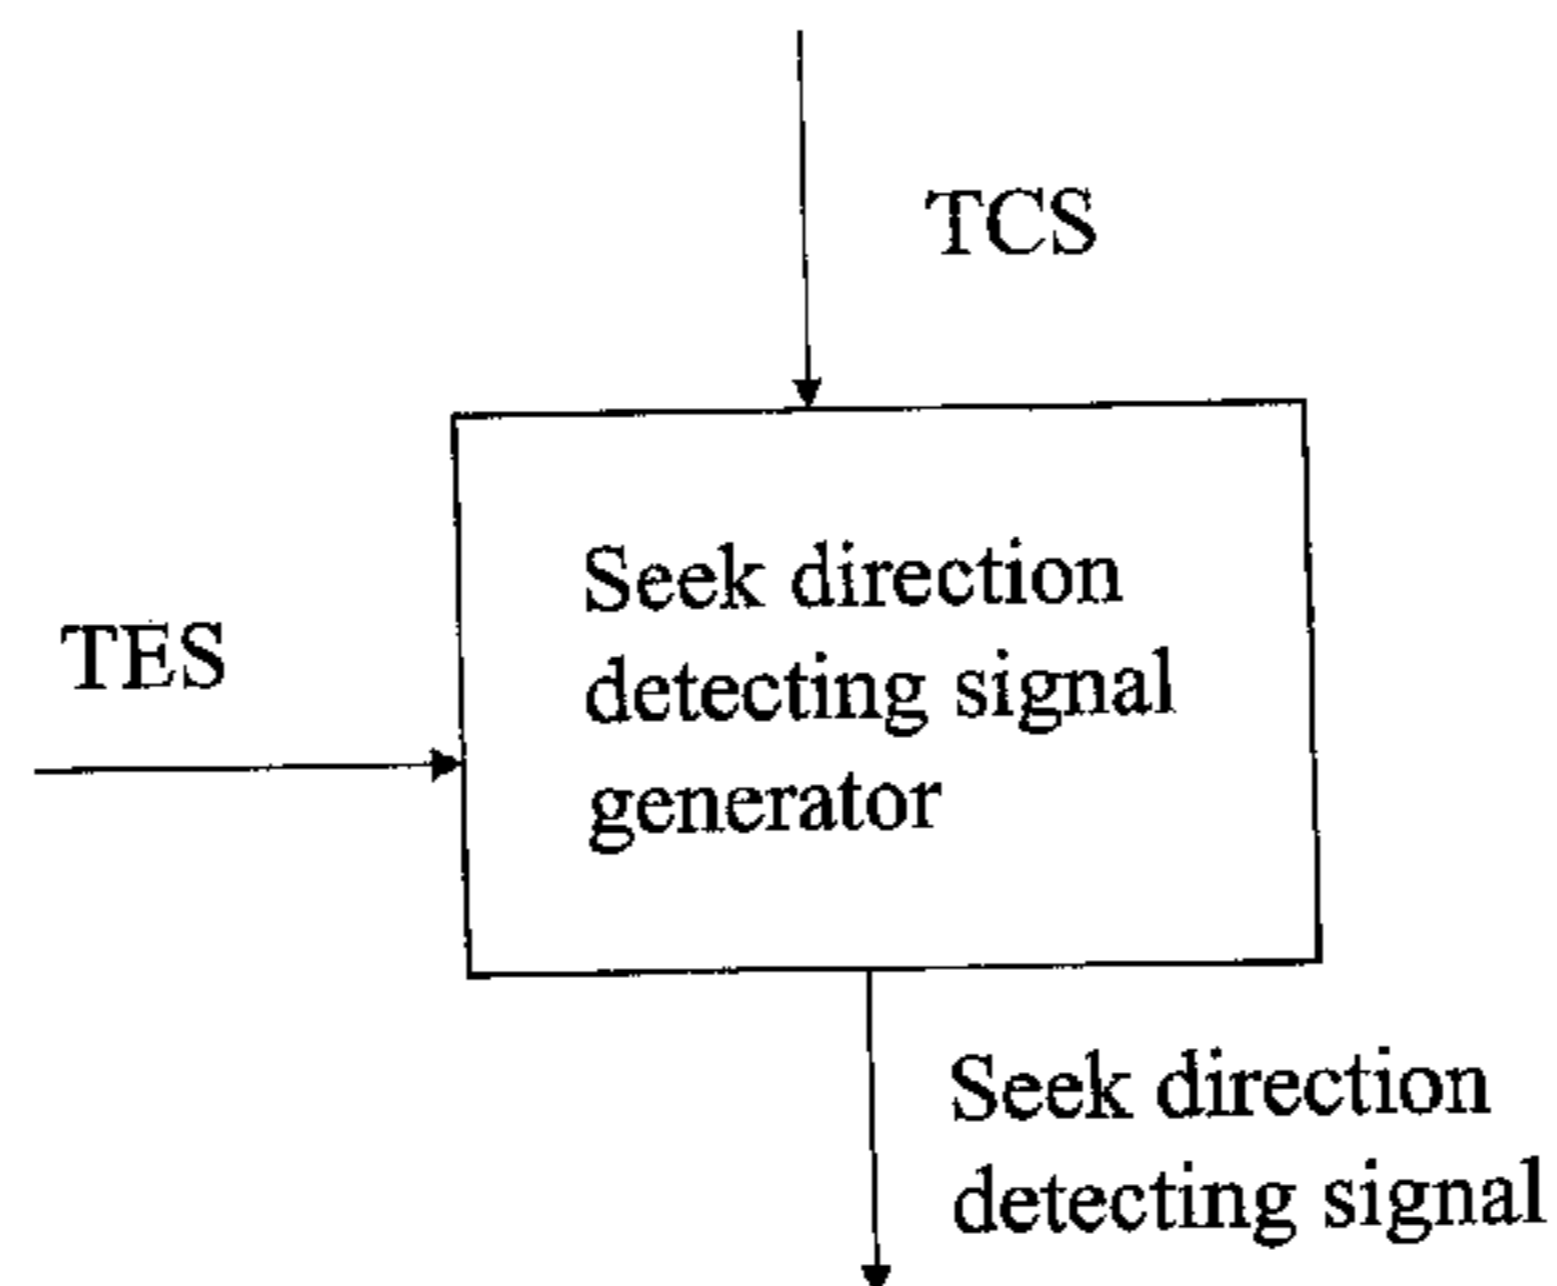 TCS
TES
Seek direction
detecting signal
generator
Seek direction
detecting signal